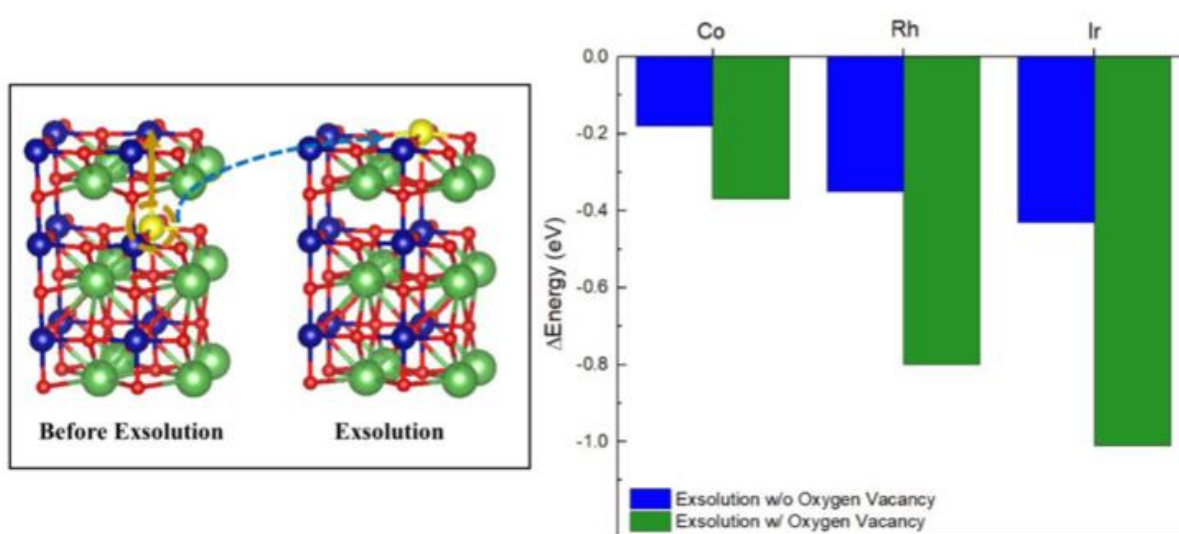 Before Exsolution
Exsolution
Co Rh Ir
0.0
-0.2
-0.4
-0.6
-0.8
-1.0
ΔEnergy (eV)
Exsolution w/o Oxygen Vacancy
Exsolution w/ Oxygen Vacancy